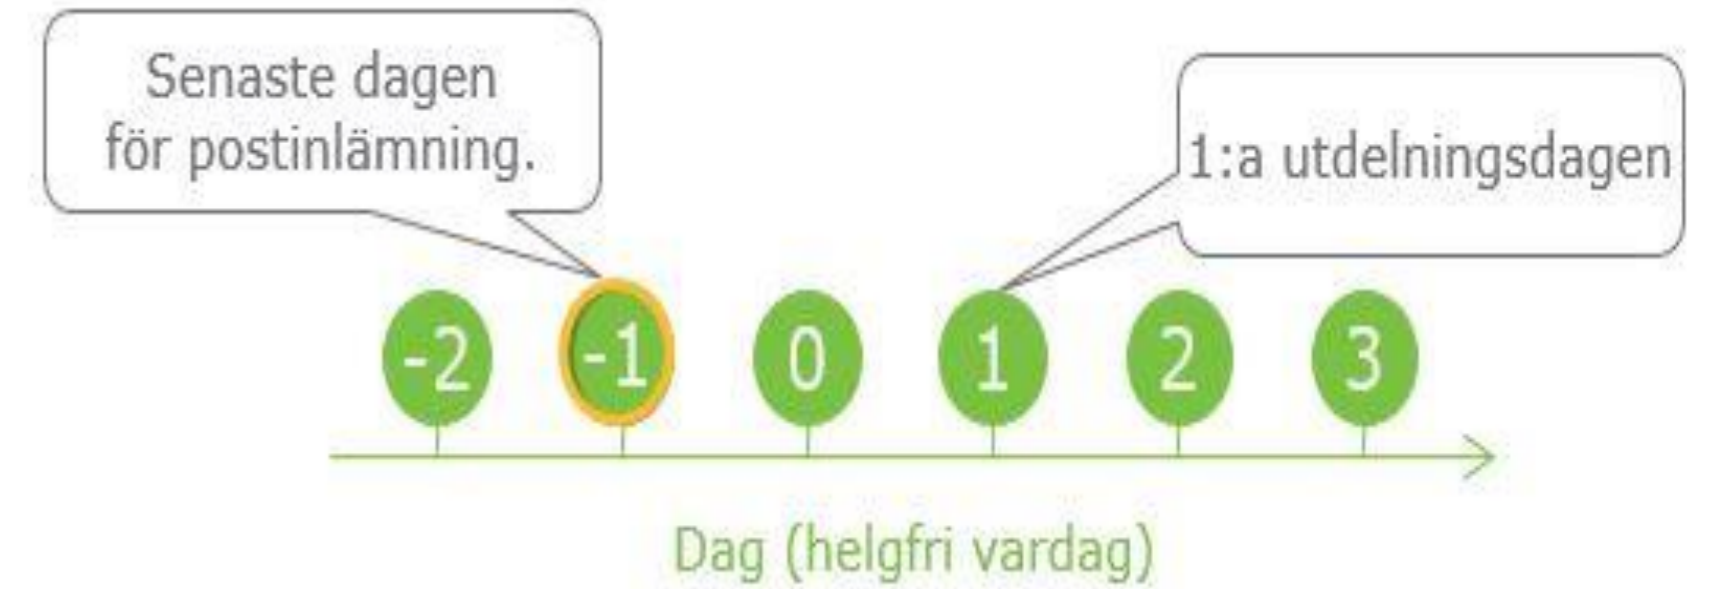 Senaste dagen
för postinlämning.
1:a utdelningsdagen
-2 -1 0 1 2 3
Dag (helgfri vardag)